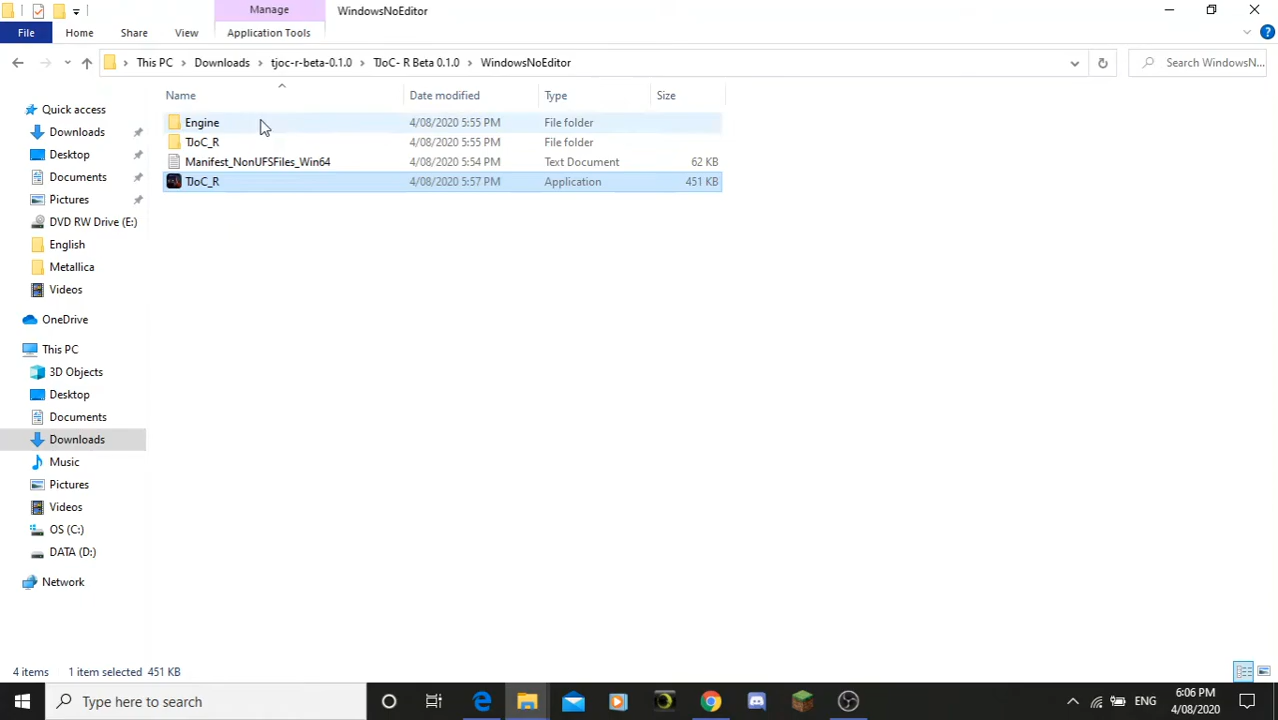 Manage
WindowsNoEditor
File
Home
Share
View
Application Tools
This PC
Downloads
tjoc-r-beta-0.1.0
TJoC- R Beta 0.1.0
WindowsNoEditor
Search WindowsN...
Name
Date modified
Type
Size
Engine
4/08/2020 5:55 PM
File folder
TJoC_R
4/08/2020 5:55 PM
File folder
Manifest_NonUFSFiles_Win64
4/08/2020 5:54 PM
Text Document
62 KB
TJoC_R
4/08/2020 5:57 PM
Application
451 KB
Quick access
Downloads
Desktop
Documents
Pictures
DVD RW Drive (E:)
English
Metallica
Videos
OneDrive
This PC
3D Objects
Desktop
Documents
Downloads
Music
Pictures
Videos
OS (C:)
DATA (D:)
Network
4 items
1 item selected 451 KB
Type here to search
ENG
6:06 PM
4/08/2020